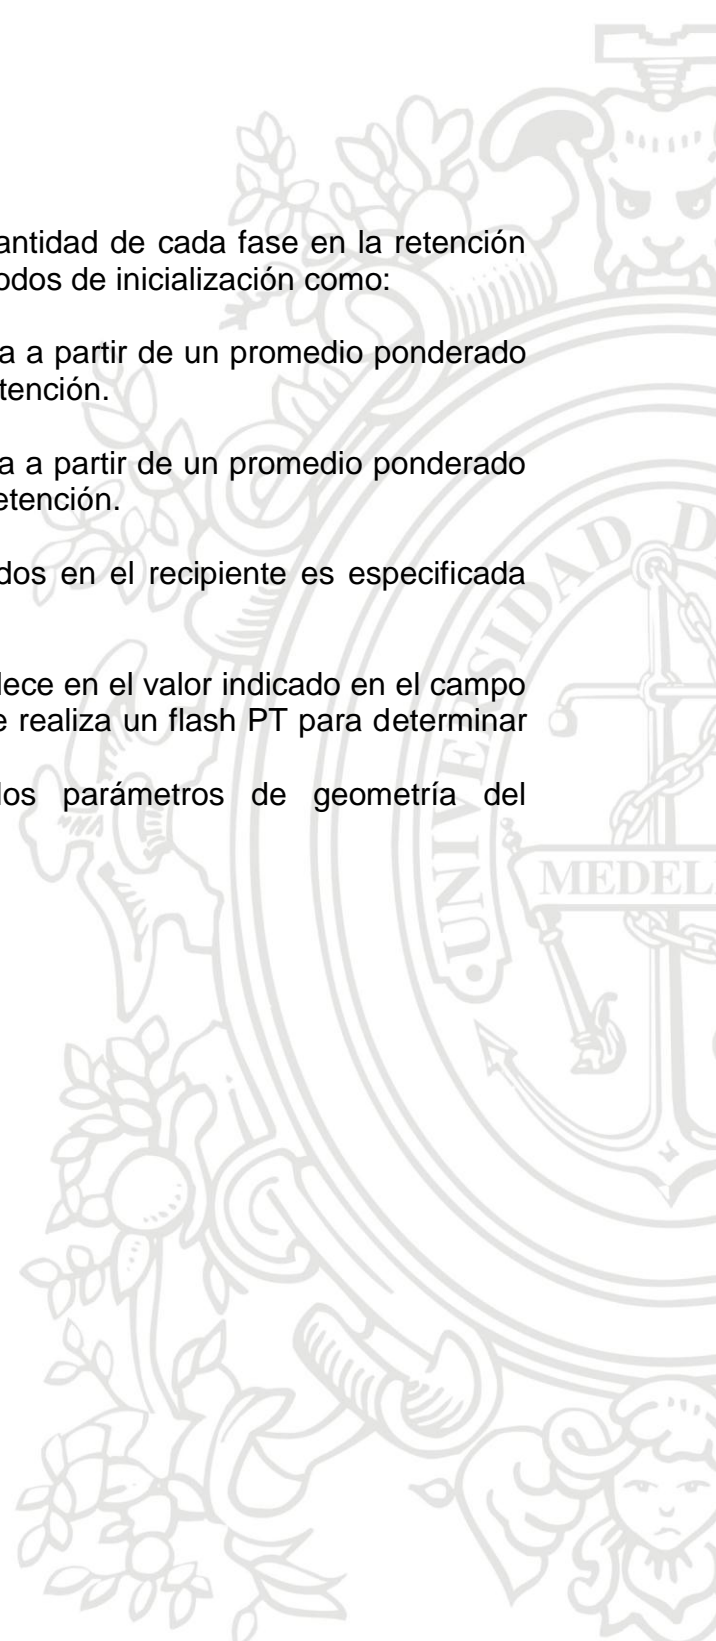 antidad de cada fase en la retención
odos de inicialización como:
a a partir de un promedio ponderado
tención.
a a partir de un promedio ponderado
etención.
dos en el recipiente es especificada
lece en el valor indicado en el campo
e realiza un flash PT para determinar
los parámetros de geometría del
UNIVERSIDAD D
MEDEL